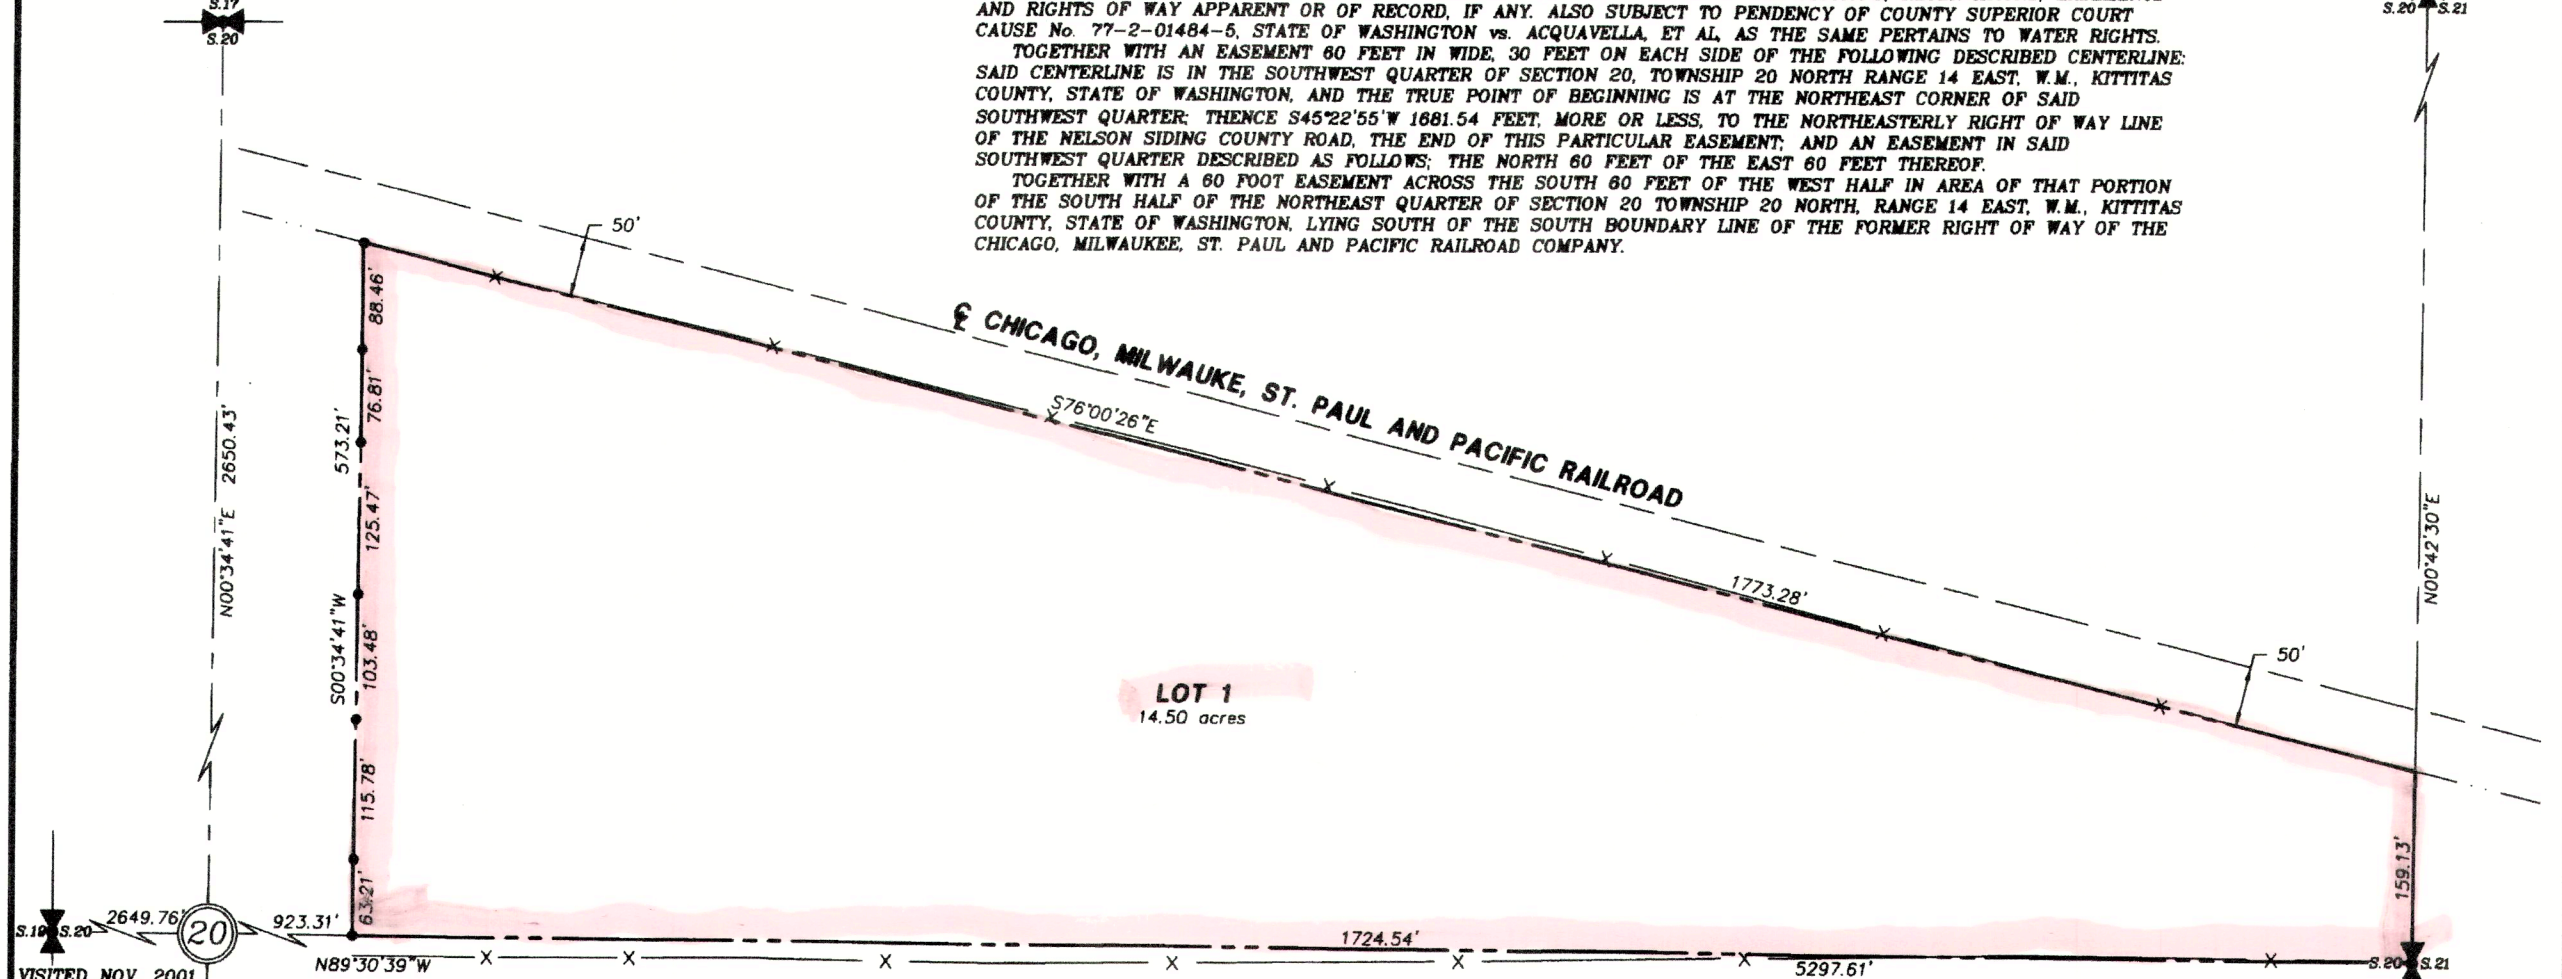 S.17
S.20
AND RIGHTS OF WAY APPARENT OR OF RECORD, IF ANY. ALSO SUBJECT TO PENDENCY OF COUNTY SUPERIOR COURT
CAUSE No. 77-2-01484-5, STATE OF WASHINGTON vs. ACQUAVELLA, ET AL, AS THE SAME PERTAINS TO WATER RIGHTS.
TOGETHER WITH AN EASEMENT 60 FEET IN WIDE, 30 FEET ON EACH SIDE OF THE FOLLOWING DESCRIBED CENTERLINE:
SAID CENTERLINE IS IN THE SOUTHWEST QUARTER OF SECTION 20, TOWNSHIP 20 NORTH RANGE 14 EAST, W.M., KITTITAS
COUNTY, STATE OF WASHINGTON, AND THE TRUE POINT OF BEGINNING IS AT THE NORTHEAST CORNER OF SAID
SOUTHWEST QUARTER; THENCE S45°22'55'W 1681.54 FEET, MORE OR LESS, TO THE NORTHEASTERLY RIGHT OF WAY LINE
OF THE NELSON SIDING COUNTY ROAD, THE END OF THIS PARTICULAR EASEMENT; AND AN EASEMENT IN SAID
SOUTHWEST QUARTER DESCRIBED AS FOLLOWS; THE NORTH 60 FEET OF THE EAST 60 FEET THEREOF.
TOGETHER WITH A 60 FOOT EASEMENT ACROSS THE SOUTH 60 FEET OF THE WEST HALF IN AREA OF THAT PORTION
OF THE SOUTH HALF OF THE NORTHEAST QUARTER OF SECTION 20 TOWNSHIP 20 NORTH, RANGE 14 EAST, W.M., KITTITAS
COUNTY, STATE OF WASHINGTON, LYING SOUTH OF THE SOUTH BOUNDARY LINE OF THE FORMER RIGHT OF WAY OF THE
CHICAGO, MILWAUKEE, ST. PAUL AND PACIFIC RAILROAD COMPANY.
S.20 S.21
50'
℄ CHICAGO, MILWAUKE, ST. PAUL AND PACIFIC RAILROAD
S76°00'26"E
1773.28'
50'
N00°34'41"E 2650.43'
573.21'
S00°34'41"W
88.46'
76.81'
125.47'
103.48'
115.78'
63.21'
LOT 1
14.50 acres
N00°42'30"E
159.13'
S.19 S.20
2649.76'
20
923.31'
N89°30'39"W
1724.54'
5297.61'
S.20 S.21
VISITED NOV. 2001